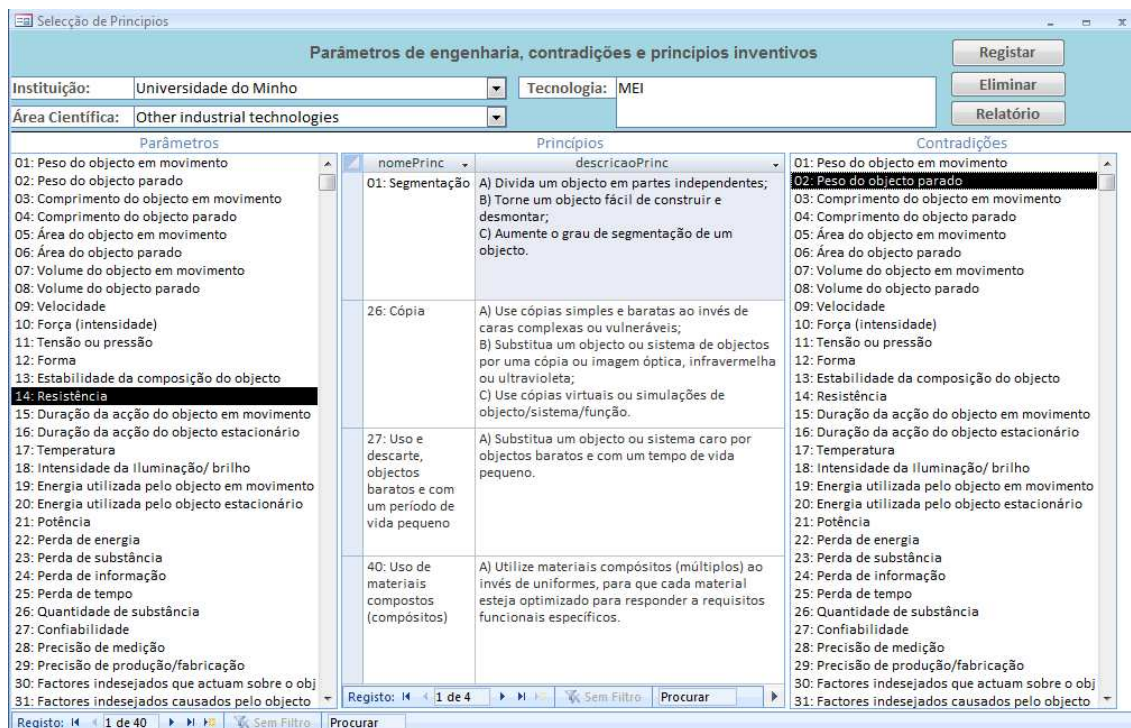 Selecção de Principios
Parâmetros de engenharia, contradições e princípios inventivos
Registar
Instituição: Universidade do Minho
Tecnologia: MEI
Eliminar
Área Científica: Other industrial technologies
Relatório
Parâmetros
01: Peso do objecto em movimento
02: Peso do objecto parado
03: Comprimento do objecto em movimento
04: Comprimento do objecto parado
05: Área do objecto em movimento
06: Área do objecto parado
07: Volume do objecto em movimento
08: Volume do objecto parado
09: Velocidade
10: Força (intensidade)
11: Tensão ou pressão
12: Forma
13: Estabilidade da composição do objecto
14: Resistência
15: Duração da acção do objecto em movimento
16: Duração da acção do objecto estacionário
17: Temperatura
18: Intensidade da Iluminação/ brilho
19: Energia utilizada pelo objecto em movimento
20: Energia utilizada pelo objecto estacionário
21: Potência
22: Perda de energia
23: Perda de substância
24: Perda de informação
25: Perda de tempo
26: Quantidade de substância
27: Confiabilidade
28: Precisão de medição
29: Precisão de produção/fabricação
30: Factores indesejados que actuam sobre o obj
31: Factores indesejados causados pelo objecto
Princípios
nomePrinc descricaoPrinc
01: Segmentação
A) Divida um objecto em partes independentes;
B) Torne um objecto fácil de construir e
desmontar;
C) Aumente o grau de segmentação de um
objecto.
26: Cópia
A) Use cópias simples e baratas ao invés de
caras complexas ou vulneráveis;
B) Substitua um objecto ou sistema de objectos
por uma cópia ou imagem óptica, infravermelha
ou ultravioleta;
C) Use cópias virtuais ou simulações de
objecto/sistema/função.
27: Uso e
descarte,
objectos
baratos e com
um período de
vida pequeno
A) Substitua um objecto ou sistema caro por
objectos baratos e com um tempo de vida
pequeno.
40: Uso de
materiais
compostos
(compósitos)
A) Utilize materiais compósitos (múltiplos) ao
invés de uniformes, para que cada material
esteja optimizado para responder a requisitos
funcionais específicos.
Registo: 1 de 4 Sem Filtro Procurar
Contradições
01: Peso do objecto em movimento
02: Peso do objecto parado
03: Comprimento do objecto em movimento
04: Comprimento do objecto parado
05: Área do objecto em movimento
06: Área do objecto parado
07: Volume do objecto em movimento
08: Volume do objecto parado
09: Velocidade
10: Força (intensidade)
11: Tensão ou pressão
12: Forma
13: Estabilidade da composição do objecto
14: Resistência
15: Duração da acção do objecto em movimento
16: Duração da acção do objecto estacionário
17: Temperatura
18: Intensidade da Iluminação/ brilho
19: Energia utilizada pelo objecto em movimento
20: Energia utilizada pelo objecto estacionário
21: Potência
22: Perda de energia
23: Perda de substância
24: Perda de informação
25: Perda de tempo
26: Quantidade de substância
27: Confiabilidade
28: Precisão de medição
29: Precisão de produção/fabricação
30: Factores indesejados que actuam sobre o obj
31: Factores indesejados causados pelo objecto
Registo: 1 de 40 Sem Filtro Procurar